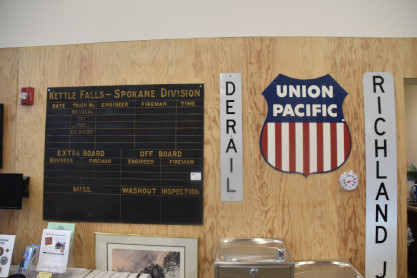 KETTLE FALLS - SPOKANE DIVISION
DATE TRAIN No. ENGINEER FIREMAN TIME
EXTRA BOARD OFF BOARD
ENGINEER FIREMAN ENGINEER FIREMAN
MISC. WASHOUT INSPECTION
DERAIL
UNION
PACIFIC
RICHLAND J